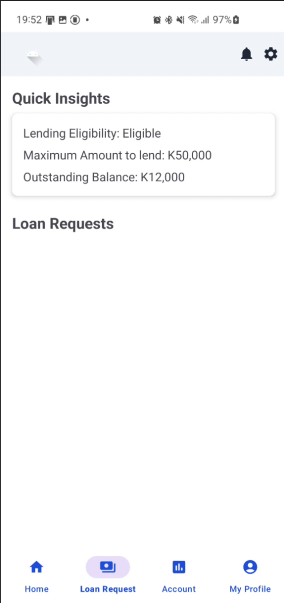 19:52
97%
Quick Insights
Lending Eligibility: Eligible
Maximum Amount to lend: K50,000
Outstanding Balance: K12,000
Loan Requests
Home
Loan Request
Account
My Profile